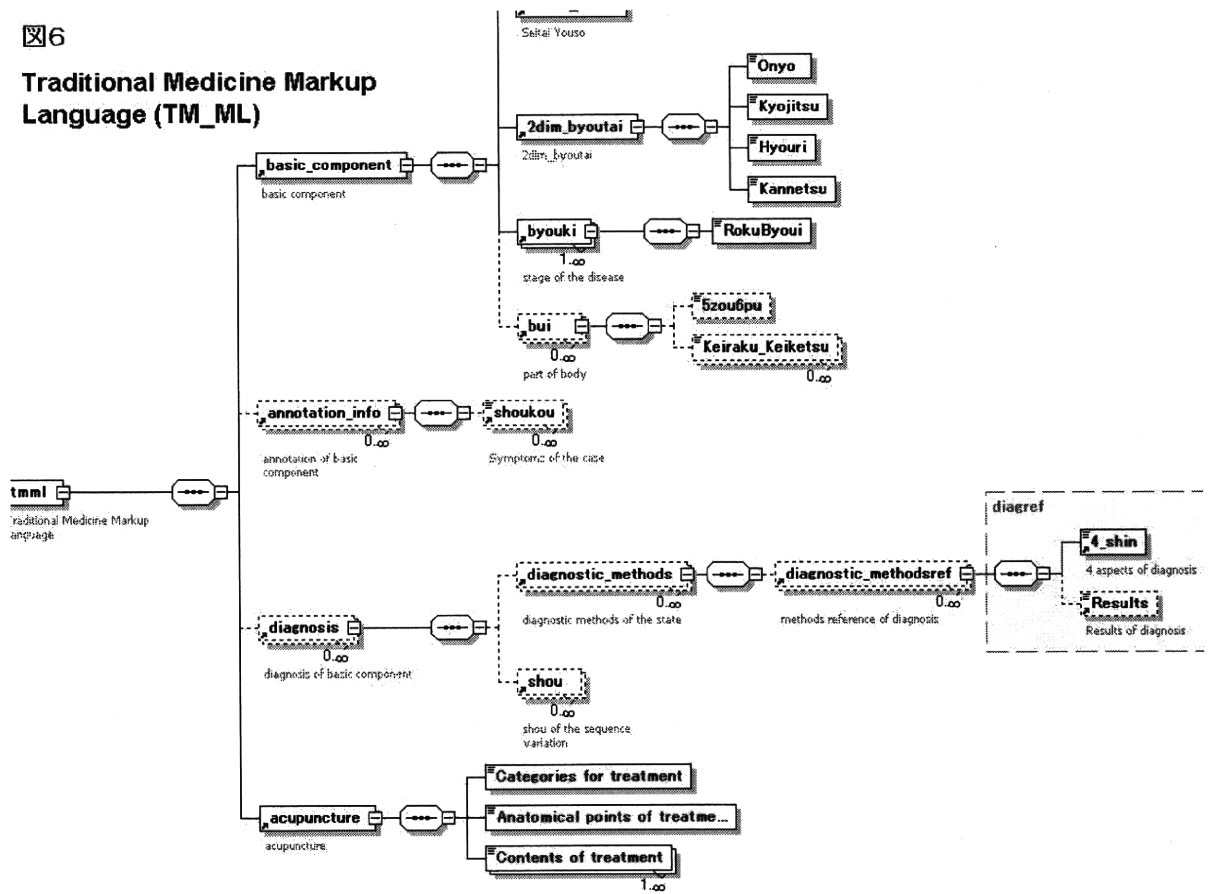 図6
Traditional Medicine Markup
Language (TM_ML)
Seitai Youso
2dim_byoutai
2dim_byoutai
Onyo
Kyojitsu
Hyouri
Kannetsu
basic_component
basic component
byouki
1..∞
stage of the disease
RokuByoui
bui
0..∞
part of body
5zou6pu
Keiraku_Keiketsu
0..∞
annotation_info
0..∞
annotation of basic
component
shoukou
0..∞
Symptoms of the case
tmml
raditional Medicine Markup
anguage
diagnosis
0..∞
diagnosis of basic component
diagnostic_methods
0..∞
diagnostic methods of the state
diagnostic_methodsref
0..∞
methods reference of diagnosis
diagref
4_shin
4 aspects of diagnosis
Results
Results of diagnosis
shou
0..∞
shou of the sequence
variation
acupuncture
acupuncture
Categories for treatment
Anatomical points of treatme...
Contents of treatment
1..∞